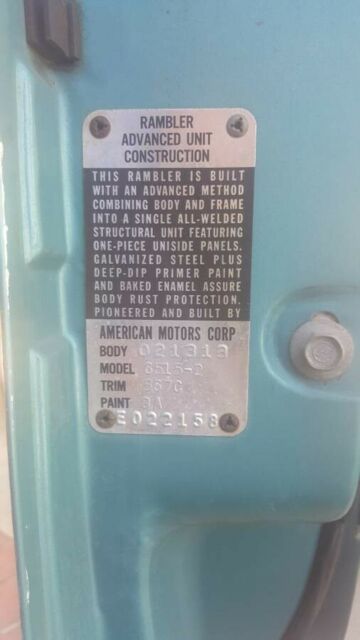 RAMBLER
ADVANCED UNIT
CONSTRUCTION
THIS RAMBLER IS BUILT
WITH AN ADVANCED METHOD
COMBINING BODY AND FRAME
INTO A SINGLE ALL-WELDED
STRUCTURAL UNIT FEATURING
ONE-PIECE UNISIDE PANELS.
GALVANIZED STEEL PLUS
DEEP-DIP PRIMER PAINT
AND BAKED ENAMEL ASSURE
BODY RUST PROTECTION.
PIONEERED AND BUILT BY
AMERICAN MOTORS CORP
BODY
MODEL 6515-2
TRIM
PAINT
E022158